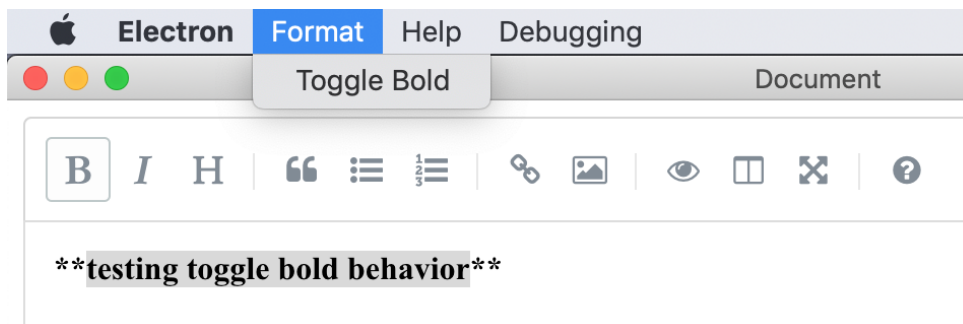 Electron Format Help Debugging
Toggle Bold
Document
B I H
**testing toggle bold behavior**